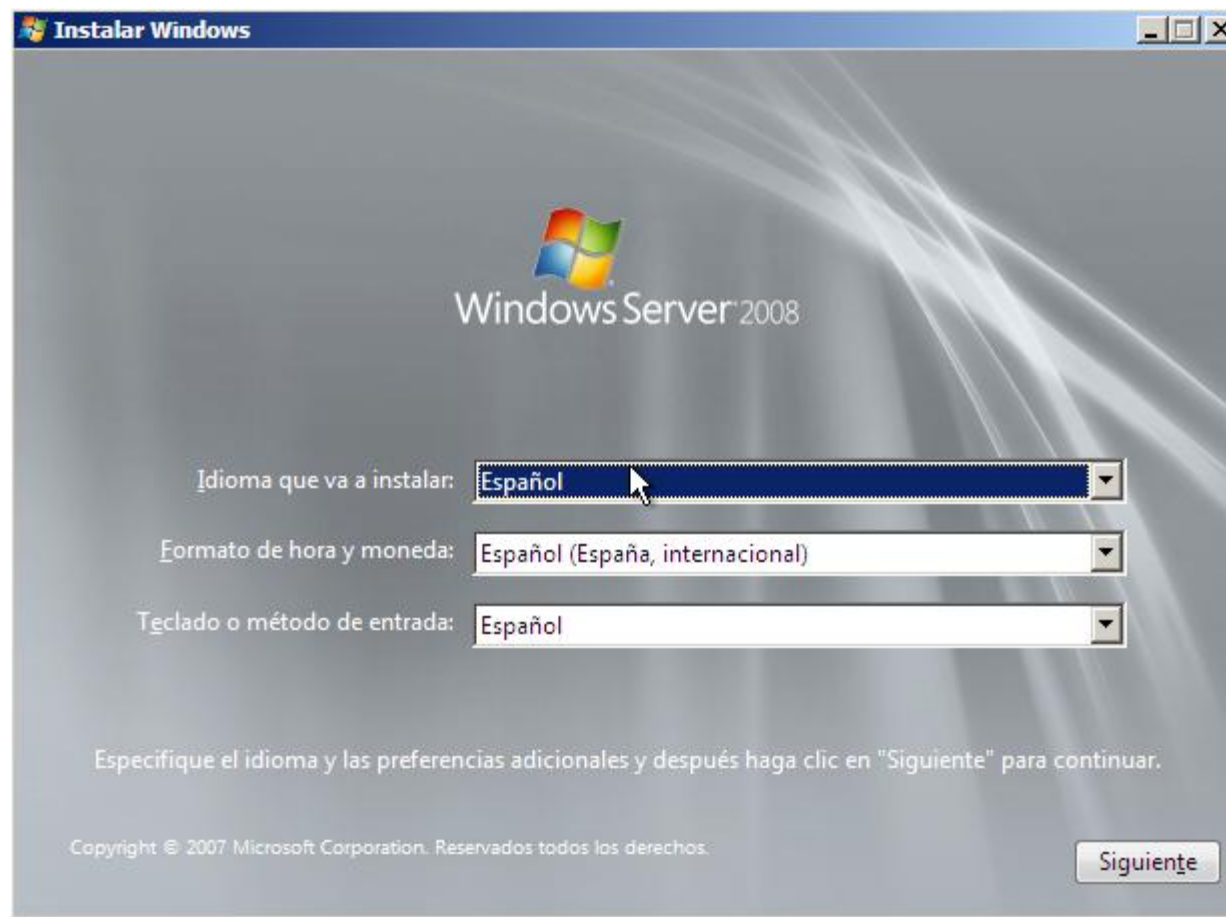 Instalar Windows
Windows Server 2008
Idioma que va a instalar: Español
Formato de hora y moneda: Español (España, internacional)
Teclado o método de entrada: Español
Especifique el idioma y las preferencias adicionales y después haga clic en "Siguiente" para continuar.
Copyright © 2007 Microsoft Corporation. Reservados todos los derechos.
Siguiente